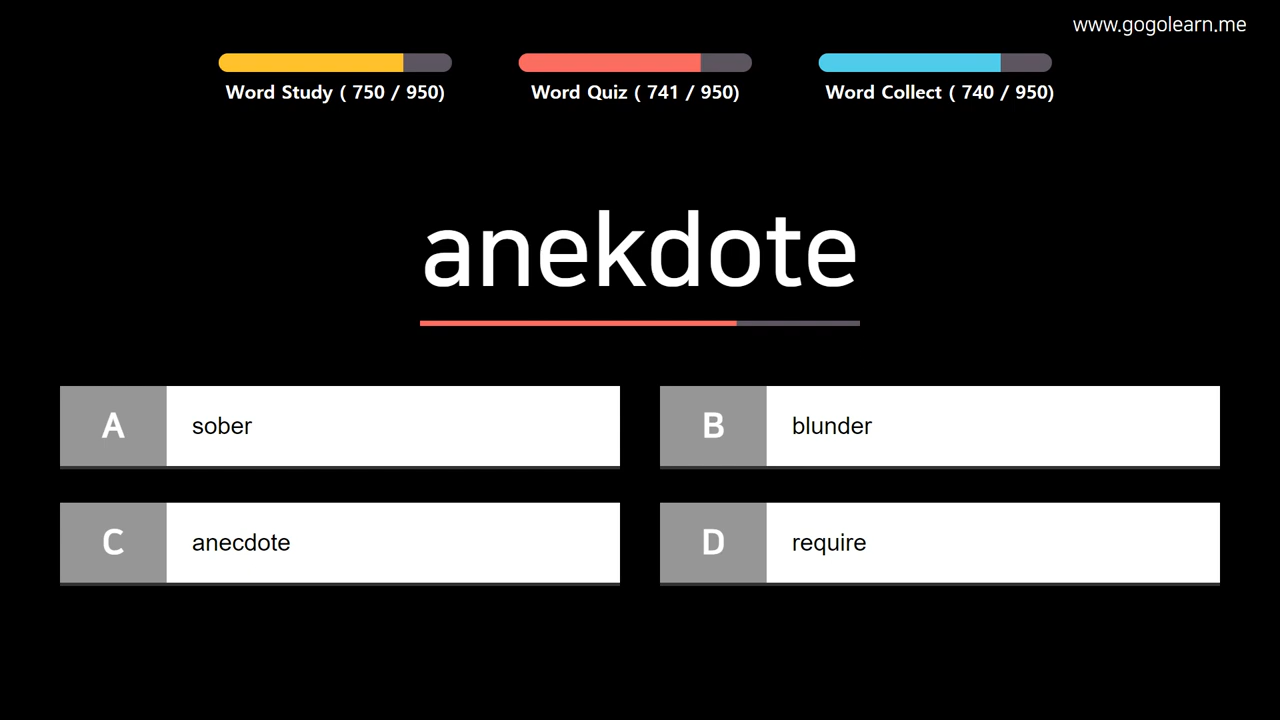 www.gogolearn.me
Word Study ( 750 / 950)
Word Quiz ( 741 / 950)
Word Collect ( 740 / 950)
anekdote
A sober
B blunder
C anecdote
D require